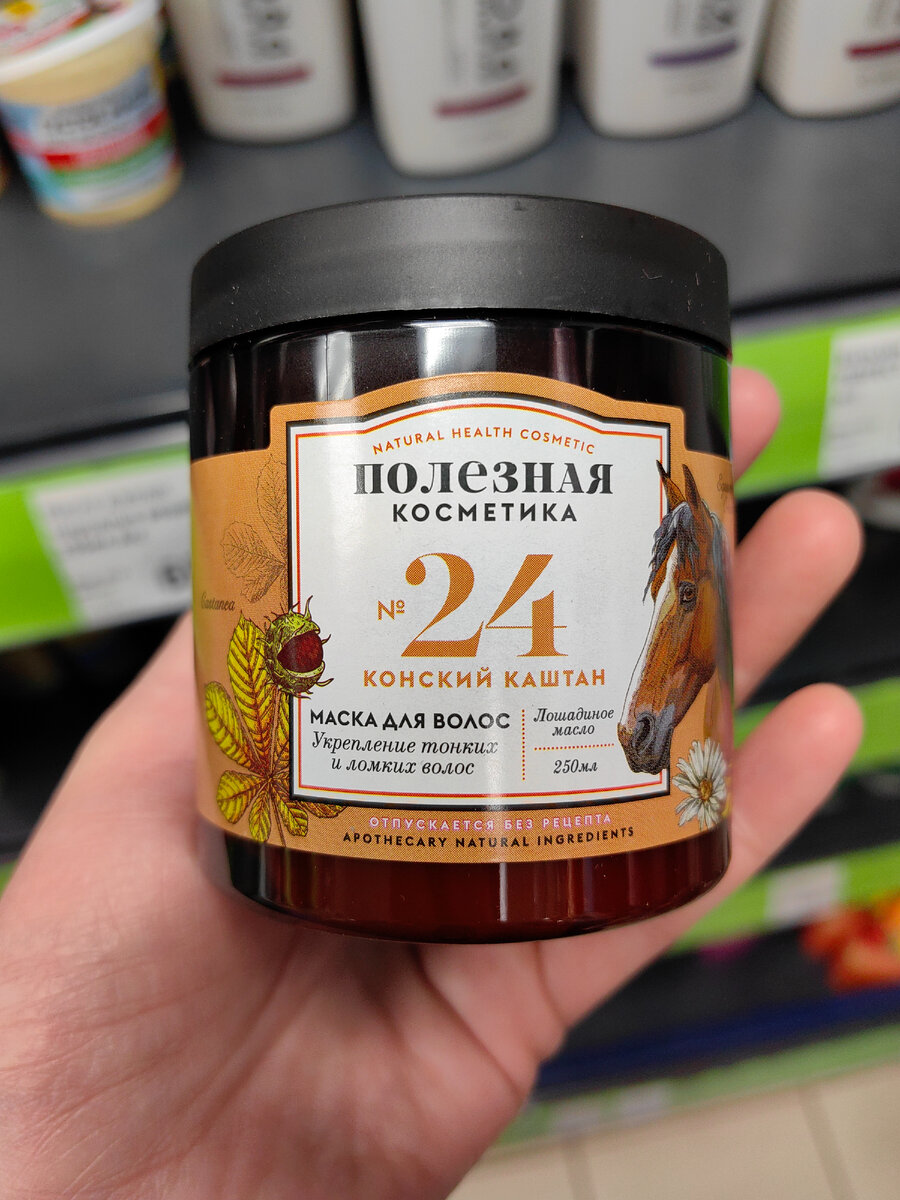 NATURAL HEALTH COSMETIC
ПОЛЕЗНАЯ
КОСМЕТИКА
№24
КОНСКИЙ КАШТАН
МАСКА ДЛЯ ВОЛОС
Укрепление тонких
и ломких волос
Лошадиное
масло
250мл
Castanea
ОТПУСКАЕТСЯ БЕЗ РЕЦЕПТА
APOTHECARY NATURAL INGREDIENTS